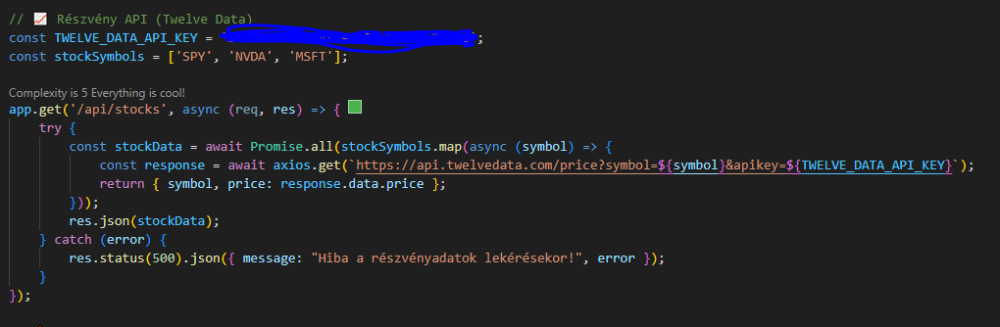 // 📈 Részvény API (Twelve Data)
const TWELVE_DATA_API_KEY = ;
const stockSymbols = ['SPY', 'NVDA', 'MSFT'];
Complexity is 5 Everything is cool!
app.get('/api/stocks', async (req, res) => {
    try {
        const stockData = await Promise.all(stockSymbols.map(async (symbol) => {
            const response = await axios.get(`https://api.twelvedata.com/price?symbol=${symbol}&apikey=${TWELVE_DATA_API_KEY}`);
            return { symbol, price: response.data.price };
        }));
        res.json(stockData);
    } catch (error) {
        res.status(500).json({ message: "Hiba a részvényadatok lekérésekor!", error });
    }
});